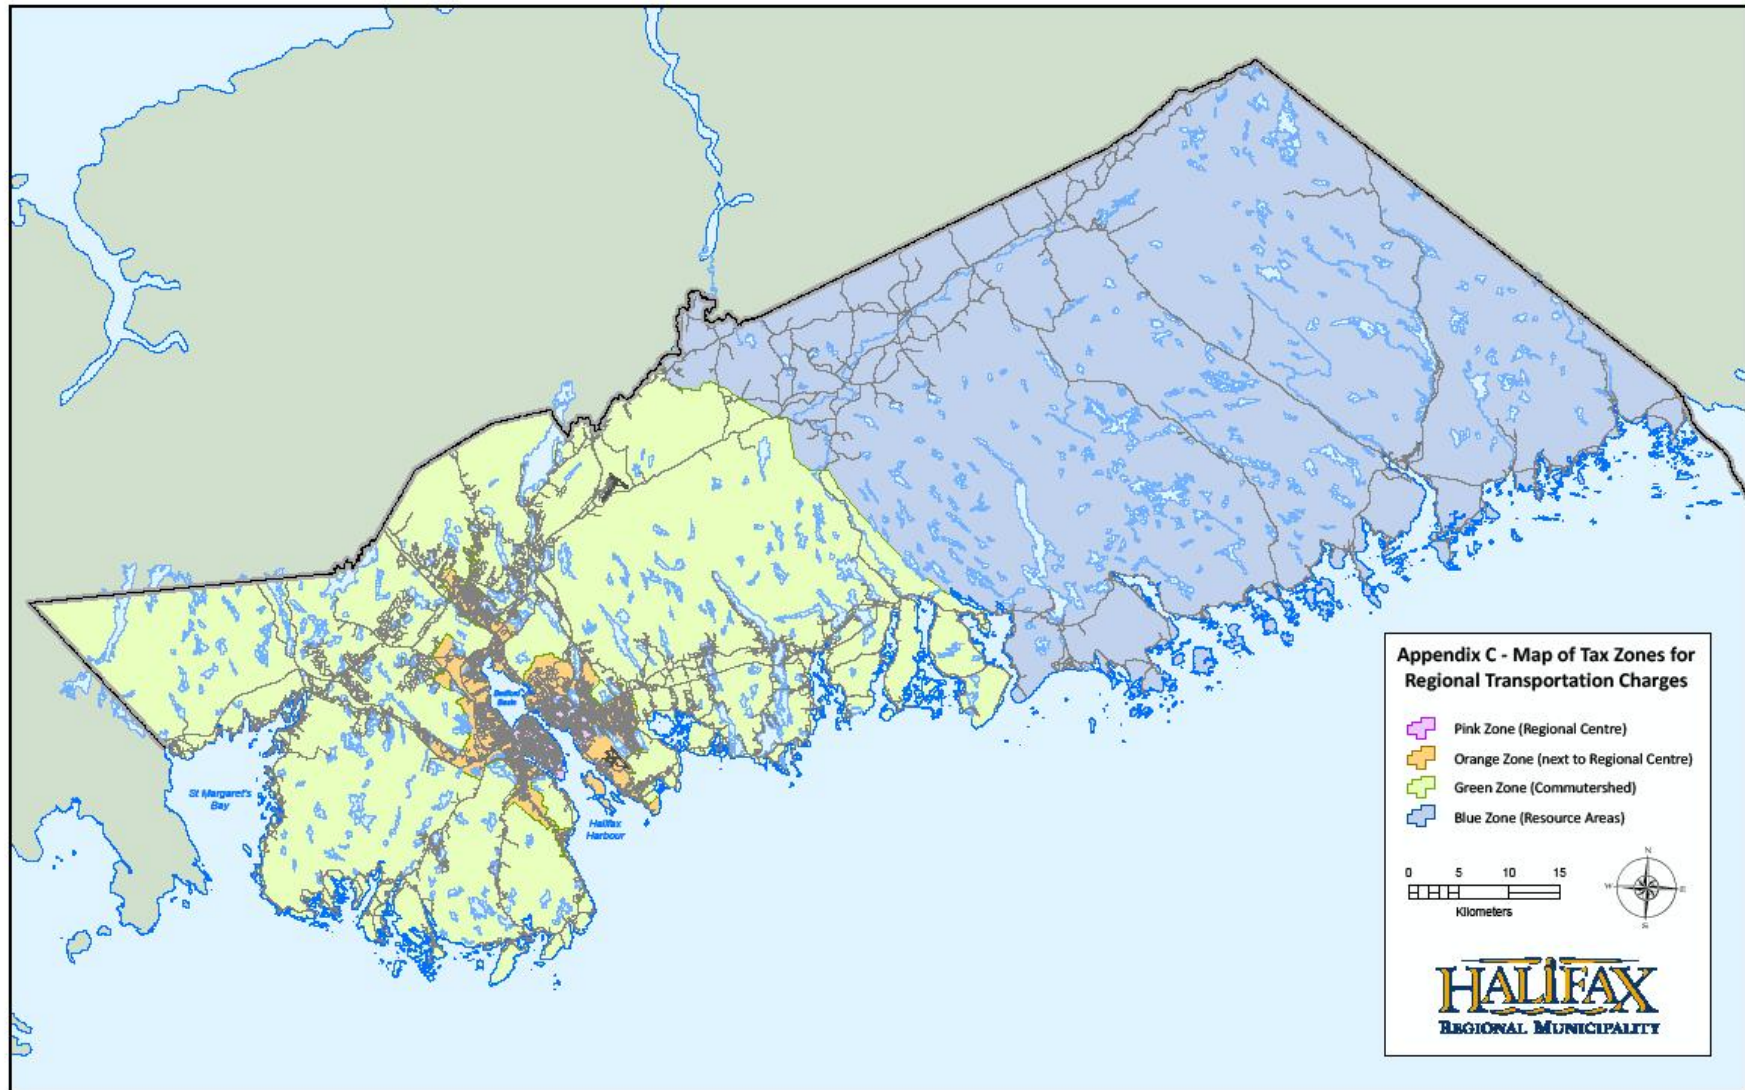 Bedford
Basin
St Margaret's
Bay
Halifax
Harbour
Appendix C - Map of Tax Zones for
Regional Transportation Charges
Pink Zone (Regional Centre)
Orange Zone (next to Regional Centre)
Green Zone (Commutershed)
Blue Zone (Resource Areas)
0 5 10 15
Kilometers
N
W E
S
HALIFAX
REGIONAL MUNICIPALITY